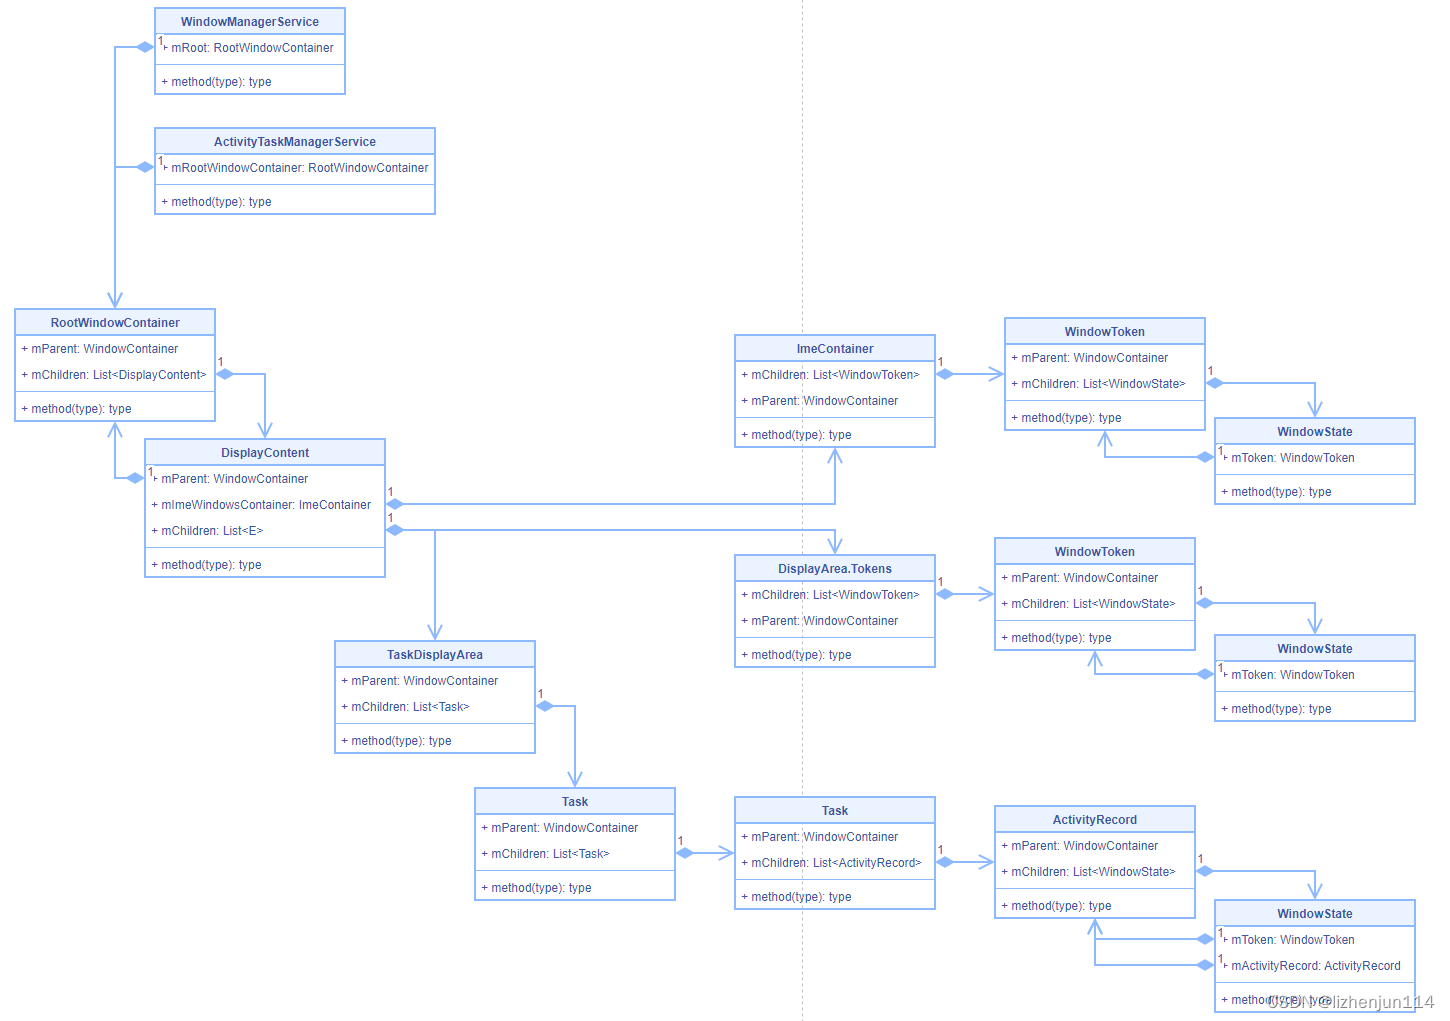 WindowManagerService
1
+ mRoot: RootWindowContainer
+ method(type): type
ActivityTaskManagerService
1
+ mRootWindowContainer: RootWindowContainer
+ method(type): type
RootWindowContainer
+ mParent: WindowContainer
+ mChildren: List<DisplayContent>
1
+ method(type): type
DisplayContent
1
+ mParent: WindowContainer
+ mImeWindowsContainer: ImeContainer
1
+ mChildren: List<E>
1
+ method(type): type
ImeContainer
+ mChildren: List<WindowToken>
1
+ mParent: WindowContainer
+ method(type): type
WindowToken
+ mParent: WindowContainer
+ mChildren: List<WindowState>
1
+ method(type): type
WindowState
1
+ mToken: WindowToken
+ method(type): type
DisplayArea.Tokens
+ mChildren: List<WindowToken>
1
+ mParent: WindowContainer
+ method(type): type
WindowToken
+ mParent: WindowContainer
+ mChildren: List<WindowState>
1
+ method(type): type
WindowState
1
+ mToken: WindowToken
+ method(type): type
TaskDisplayArea
+ mParent: WindowContainer
+ mChildren: List<Task>
1
+ method(type): type
Task
+ mParent: WindowContainer
+ mChildren: List<Task>
1
+ method(type): type
Task
+ mParent: WindowContainer
+ mChildren: List<ActivityRecord>
1
+ method(type): type
ActivityRecord
+ mParent: WindowContainer
+ mChildren: List<WindowState>
1
+ method(type): type
WindowState
1
+ mToken: WindowToken
1
+ mActivityRecord: ActivityRecord
+ method(type): type
CSDN @lizhenjun114